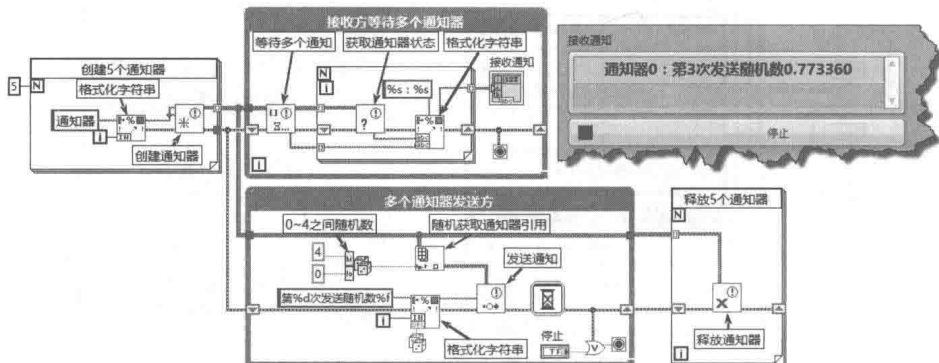 创建5个通知器
5
N
格式化字符串
通知器
i
创建通知器
接收方等待多个通知器
等待多个通知
获取通知器状态
格式化字符串
N
i
%s：%s
接收通知
i
接收通知
通知器0：第3次发送随机数0.773360
停止
多个通知器发送方
0~4之间随机数
随机获取通知器引用
4
0
发送通知
第%d次发送随机数%f
i
格式化字符串
停止
TF
i
释放5个通知器
N
释放通知器
i